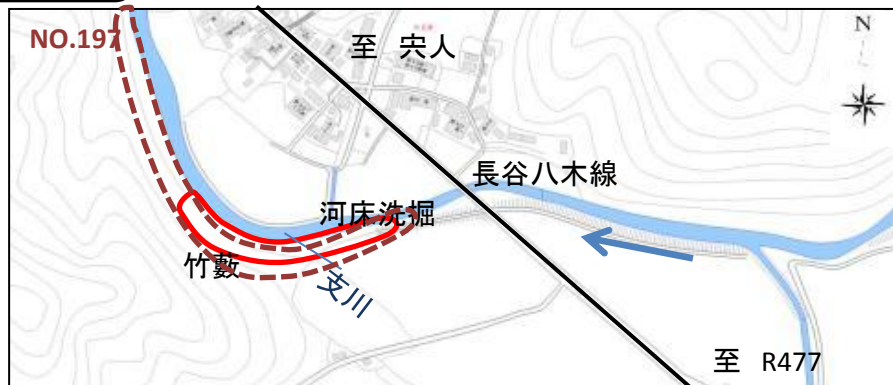 NO.197
至 宍人
N
長谷八木線
河床洗堀
竹藪
支川
至 R477